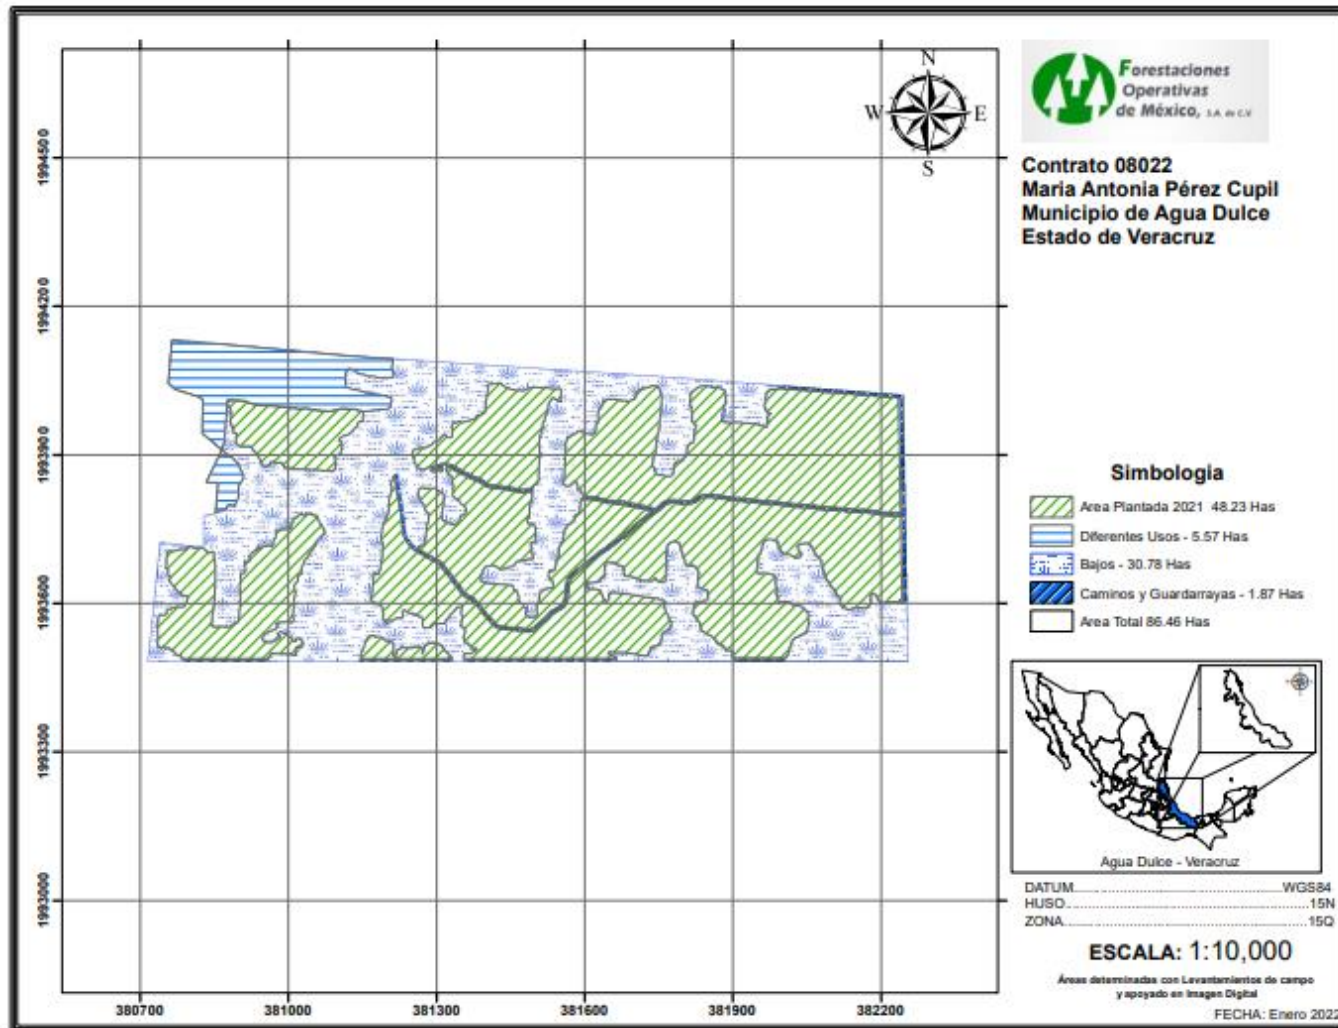 N
W
E
S
1994500
1994200
1993900
1993600
1993300
1993000
380700
381000
381300
381600
381900
382200
Forestaciones
Operativas
de México, S.A. de C.V
Contrato 08022
Maria Antonia Pérez Cupil
Municipio de Agua Dulce
Estado de Veracruz
Simbologia
Area Plantada 2021 48.23 Has
Diferentes Usos - 5.57 Has
Bajos - 30.78 Has
Caminos y Guardarrayas - 1.87 Has
Area Total 86.46 Has
Agua Dulce - Veracruz
DATUM WGS84
HUSO 15N
ZONA 15Q
ESCALA: 1:10,000
Áreas determinadas con Levantamientos de campo
y apoyado en Imagen Digital
FECHA: Enero 2022